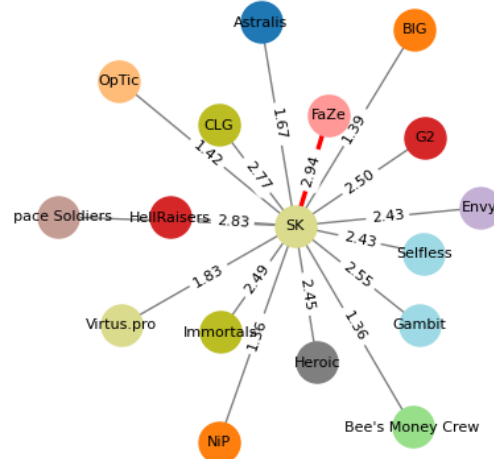 Astralis
BIG
OpTic
FaZe
CLG
G2
1.67
1.39
2.94
1.42
2.77
2.50
Envy
pace Soldiers
HellRaisers
2.83
SK
2.43
2.43
Selfless
1.83
2.49
2.45
2.55
Virtus.pro
Immortals
1.36
1.36
Gambit
Heroic
NiP
Bee's Money Crew